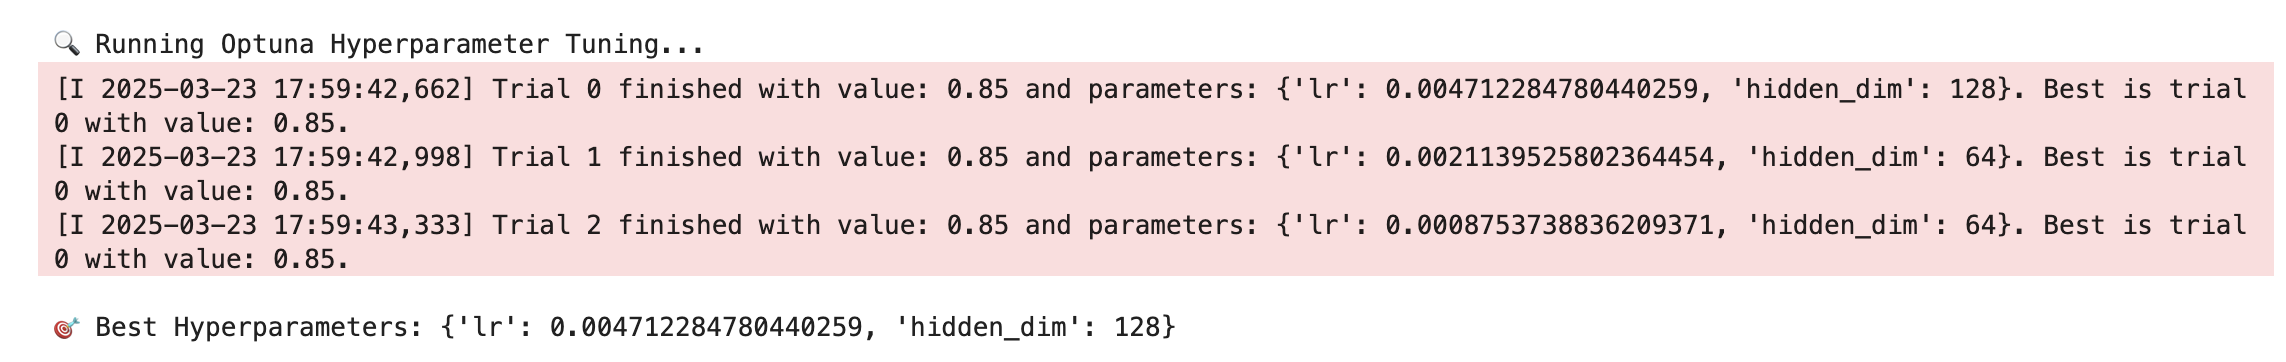 🔍 Running Optuna Hyperparameter Tuning...
[I 2025-03-23 17:59:42,662] Trial 0 finished with value: 0.85 and parameters: {'lr': 0.004712284780440259, 'hidden_dim': 128}. Best is trial
0 with value: 0.85.
[I 2025-03-23 17:59:42,998] Trial 1 finished with value: 0.85 and parameters: {'lr': 0.0021139525802364454, 'hidden_dim': 64}. Best is trial
0 with value: 0.85.
[I 2025-03-23 17:59:43,333] Trial 2 finished with value: 0.85 and parameters: {'lr': 0.0008753738836209371, 'hidden_dim': 64}. Best is trial
0 with value: 0.85.
🎯 Best Hyperparameters: {'lr': 0.004712284780440259, 'hidden_dim': 128}